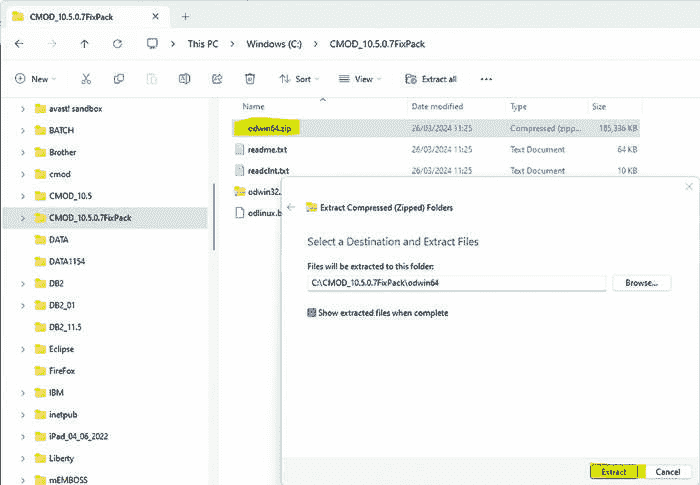 CMOD_10.5.0.7FixPack
This PC > Windows (C:) > CMOD_10.5.0.7FixPack
New Sort View Extract all
Name Date modified Type Size
avast! sandbox
BATCH
Brother
cmod
CMOD_10.5
CMOD_10.5.0.7FixPack
DATA
DATA1154
DB2
DB2_01
DB2_11.5
Eclipse
FireFox
IBM
inetpub
iPad_04_06_2022
Liberty
mEMBOSS
odwin64.zip 26/03/2024 11:25 Compressed (zipp... 185,336 KB
readme.txt 26/03/2024 11:25 Text Document 64 KB
readclnt.txt 26/03/2024 11:25 Text Document 10 KB
odwin32.
odlinux.b
Extract Compressed (Zipped) Folders
Select a Destination and Extract Files
Files will be extracted to this folder:
C:\CMOD_10.5.0.7FixPack\odwin64
Browse...
Show extracted files when complete
Extract Cancel